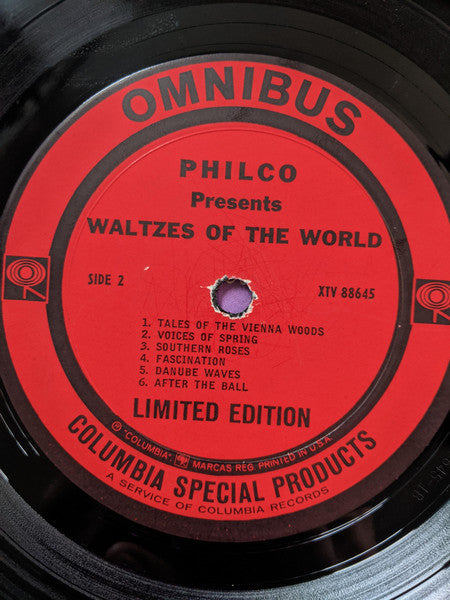 OMNIBUS
PHILCO
Presents
WALTZES OF THE WORLD
SIDE 2
XTV 88645
1. TALES OF THE VIENNA WOODS
2. VOICES OF SPRING
3. SOUTHERN ROSES
4. FASCINATION
5. DANUBE WAVES
6. AFTER THE BALL
LIMITED EDITION
Ⓟ "COLUMBIA", MARCAS REG. PRINTED IN U.S.A.
COLUMBIA SPECIAL PRODUCTS
A SERVICE OF COLUMBIA RECORDS